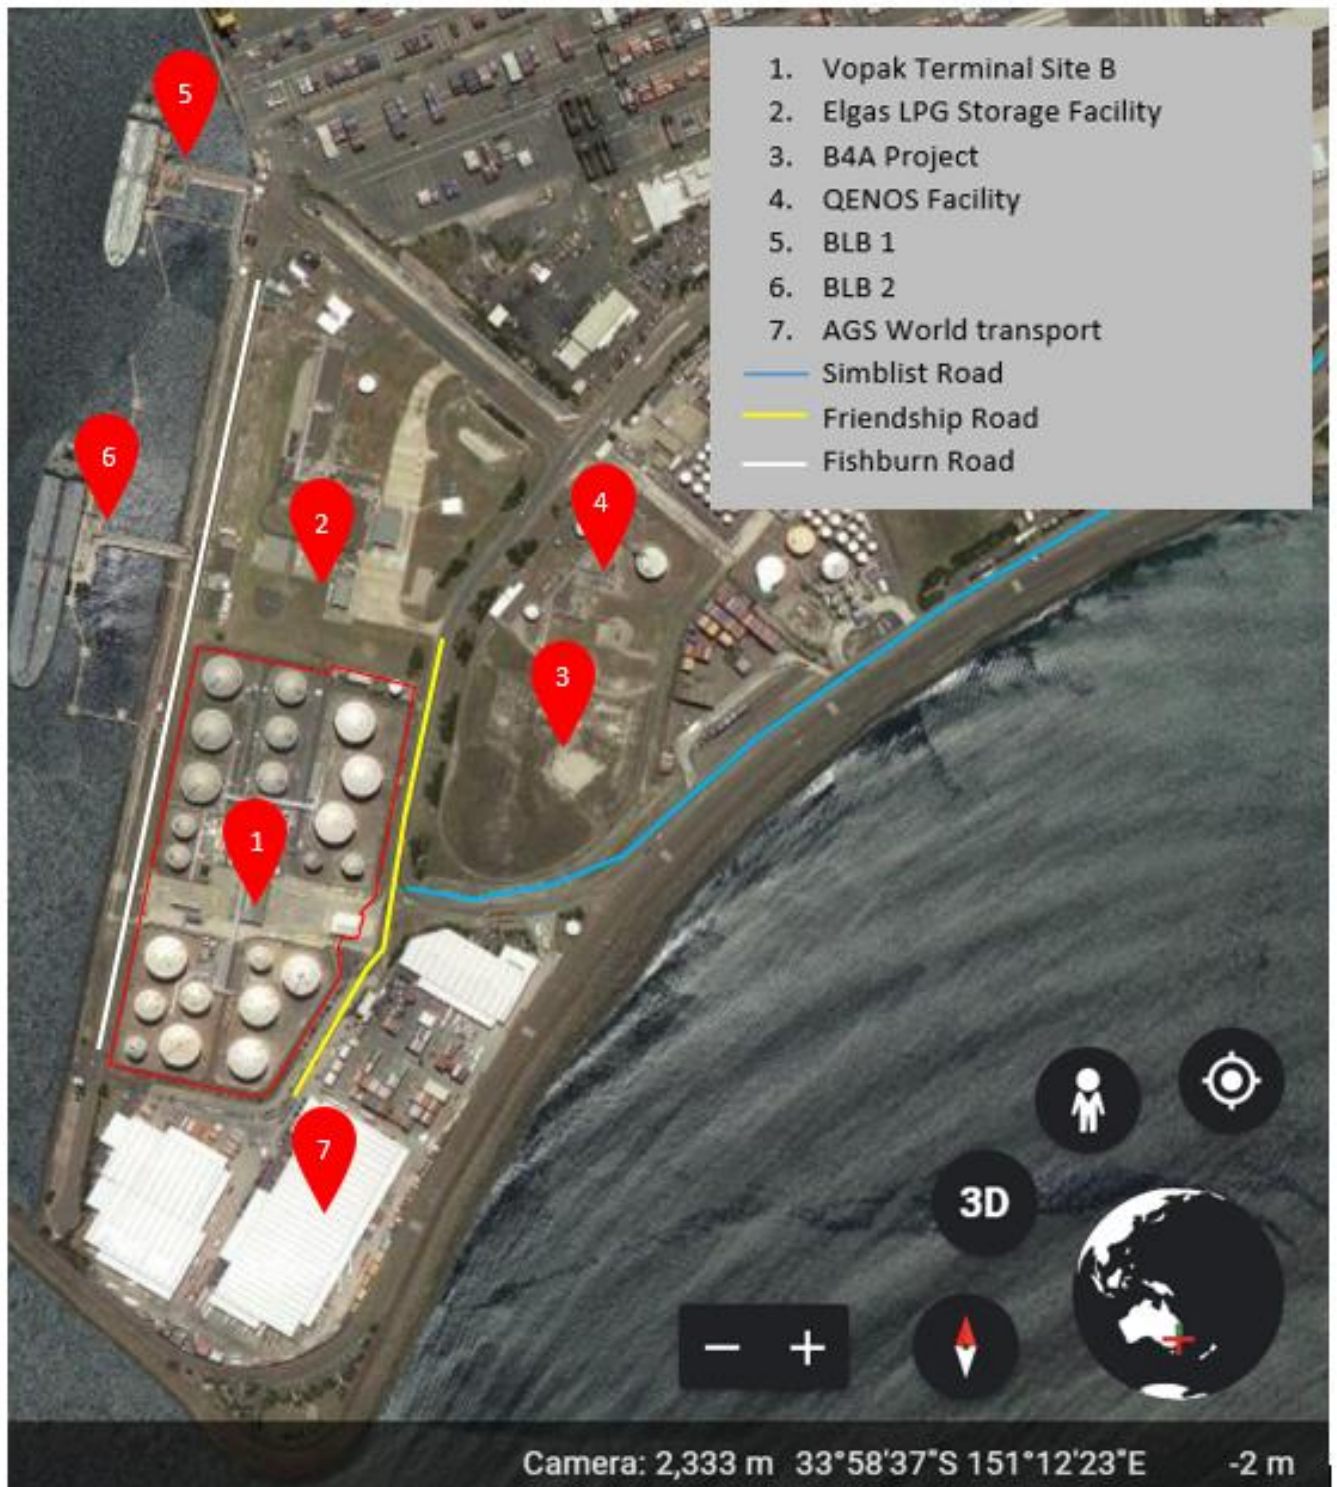 5
1. Vopak Terminal Site B
2. Elgas LPG Storage Facility
3. B4A Project
4. QENOS Facility
5. BLB 1
6. BLB 2
7. AGS World transport
Simblist Road
Friendship Road
Fishburn Road
6
4
2
3
1
7
3D
− +
Camera: 2,333 m 33°58'37"S 151°12'23"E -2 m